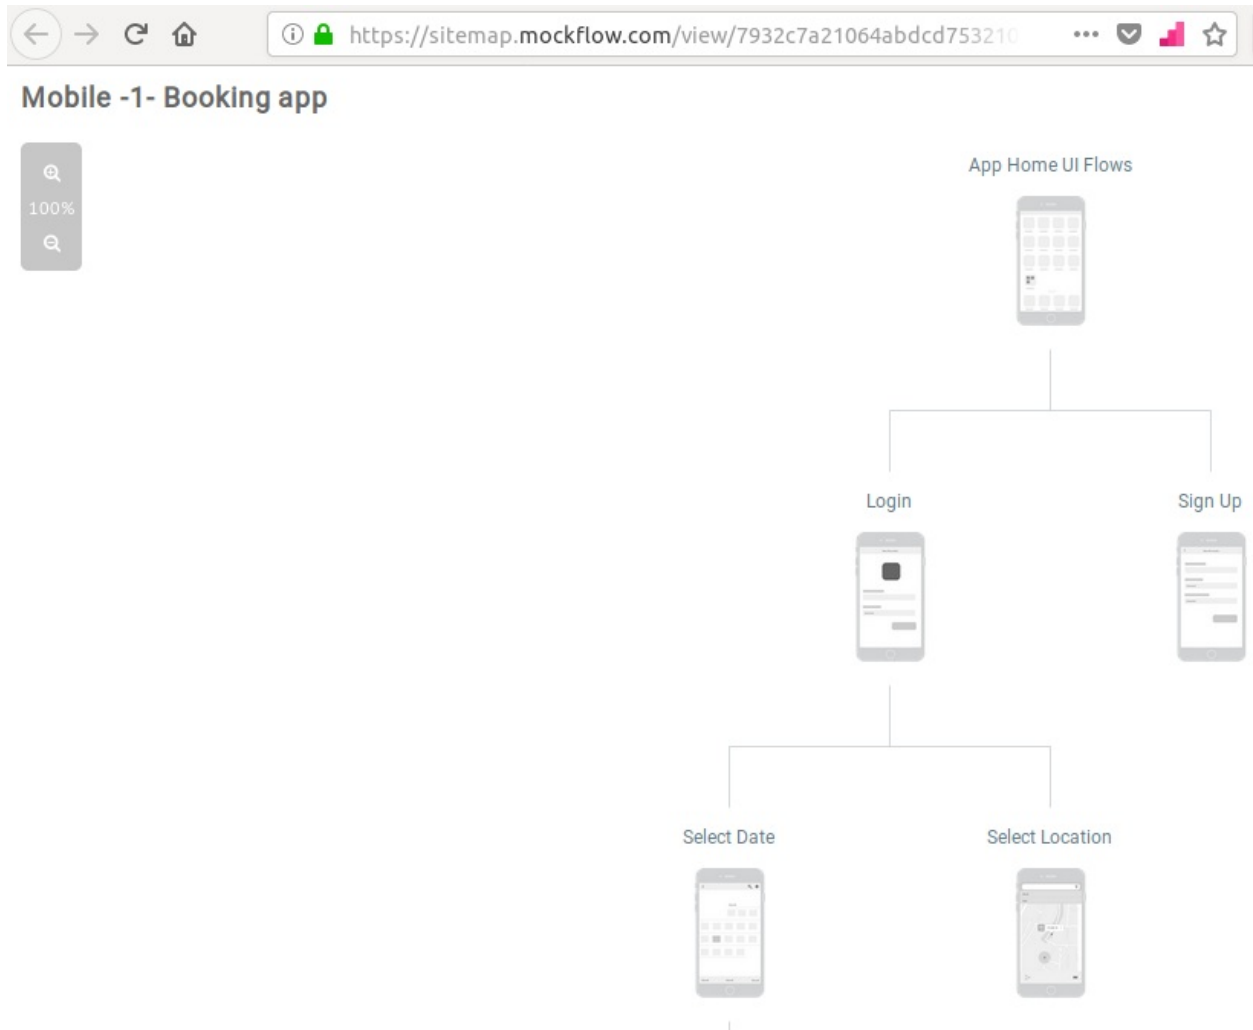 https://sitemap.mockflow.com/view/7932c7a21064abdcd753210
Mobile -1- Booking app
100%
App Home UI Flows
Login
Sign Up
Select Date
Select Location